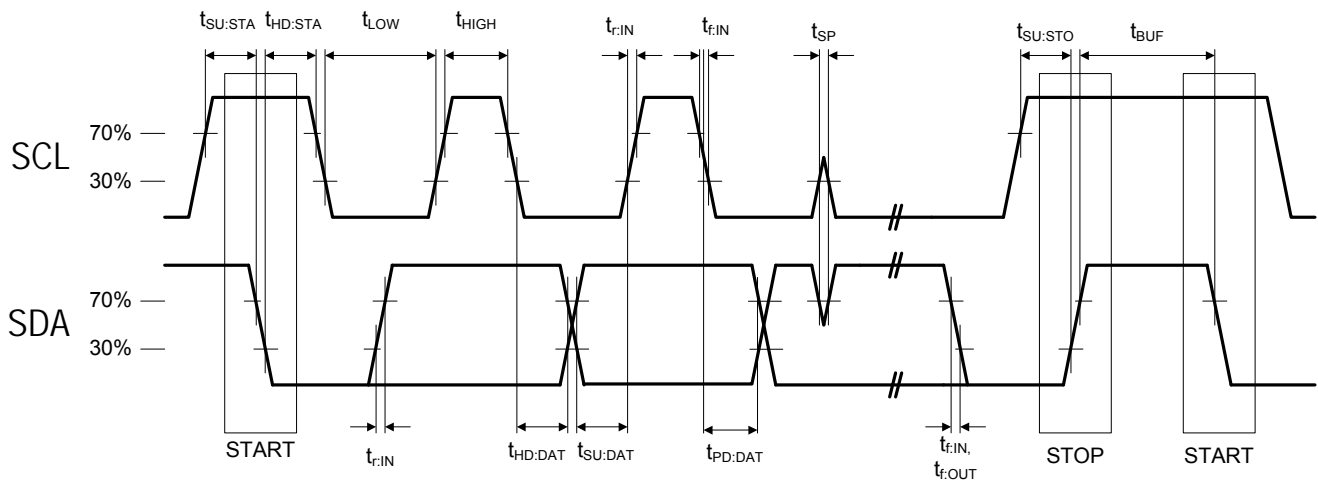 tSU:STA tHD:STA tLOW tHIGH tr:IN tf:IN tSP tSU:STO tBUF
70%
SCL
30%
70%
SDA
30%
START tr:IN tHD:DAT tSU:DAT tPD:DAT tf:IN, STOP START
tf:OUT